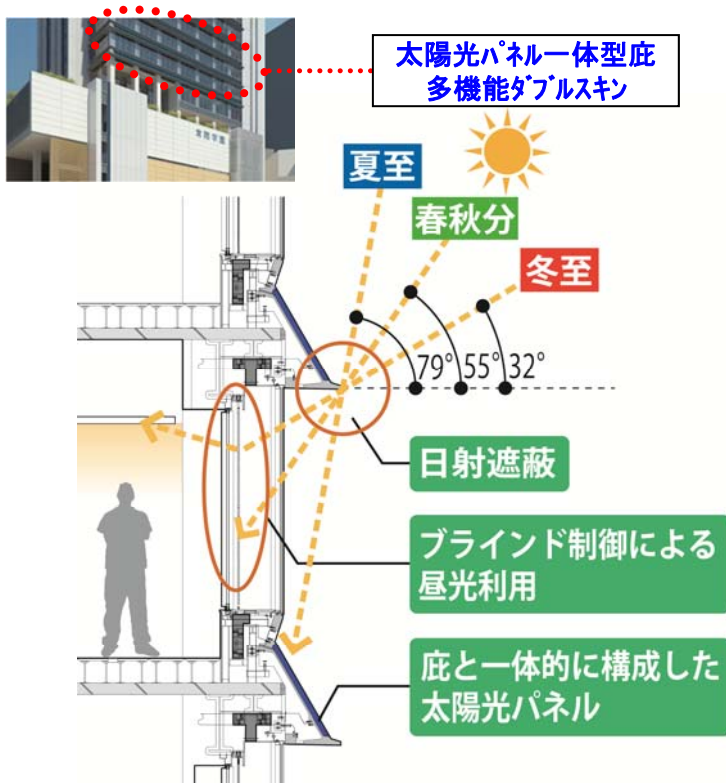 太陽光ﾊﾟﾈﾙ一体型庇
多機能ﾀﾞﾌﾞﾙｽｷﾝ
夏至
春秋分
冬至
79° 55° 32°
日射遮蔽
ブラインド制御による
昼光利用
庇と一体的に構成した
太陽光パネル